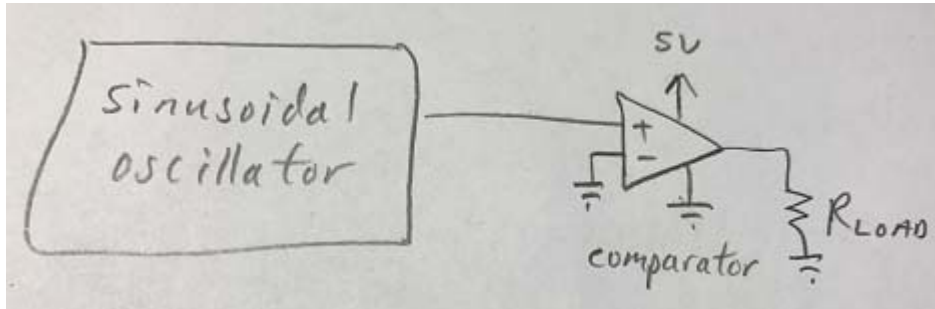 sinusoidal
oscillator
5V
+
-
RLOAD
comparator